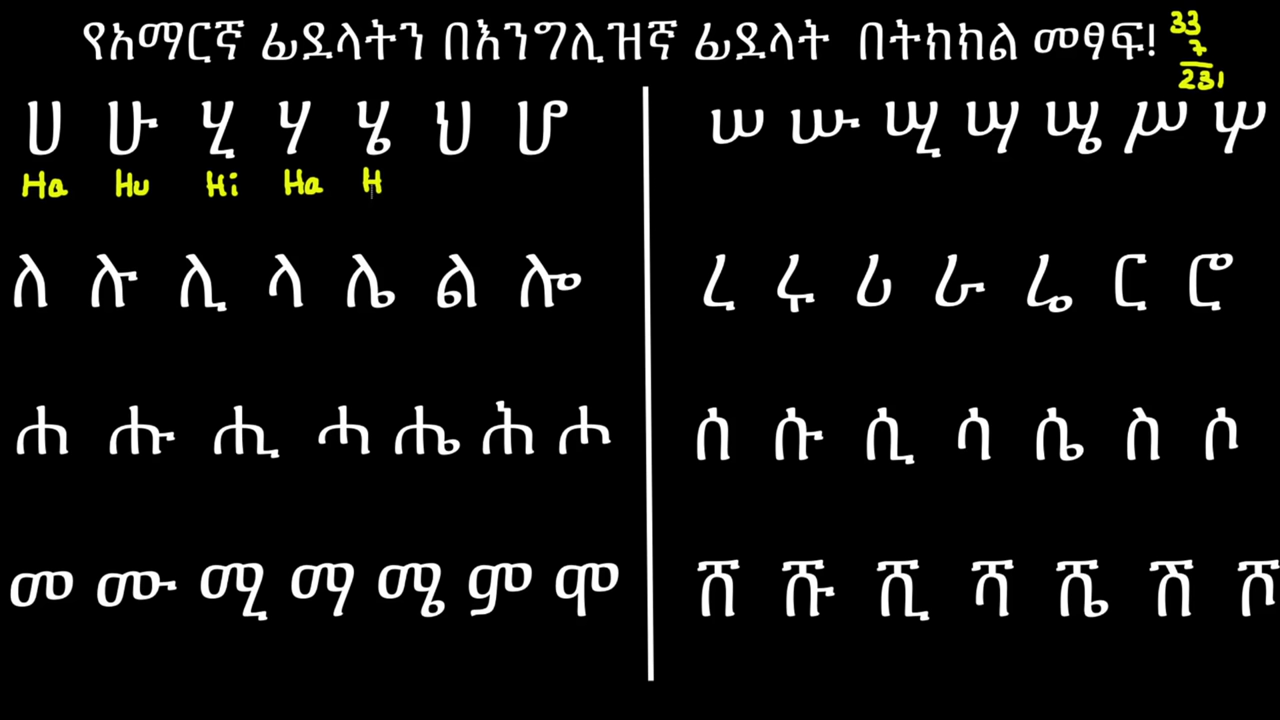 የአማርኛ ፊደላትን በእንግሊዝኛ ፊደላት በትክክል መፃፍ!
33
7
231
ሀ ሁ ሂ ሃ ሄ ህ ሆ
Ha Hu Hi Ha H
ለ ሉ ሊ ላ ሌ ል ሎ
ሐ ሑ ሒ ሓ ሔ ሕ ሖ
መ ሙ ሚ ማ ሜ ም ሞ
ሠ ሡ ሢ ሣ ሤ ሥ ሦ
ረ ሩ ሪ ራ ሬ ር ሮ
ሰ ሱ ሲ ሳ ሴ ስ ሶ
ሸ ሹ ሺ ሻ ሼ ሽ ሾ